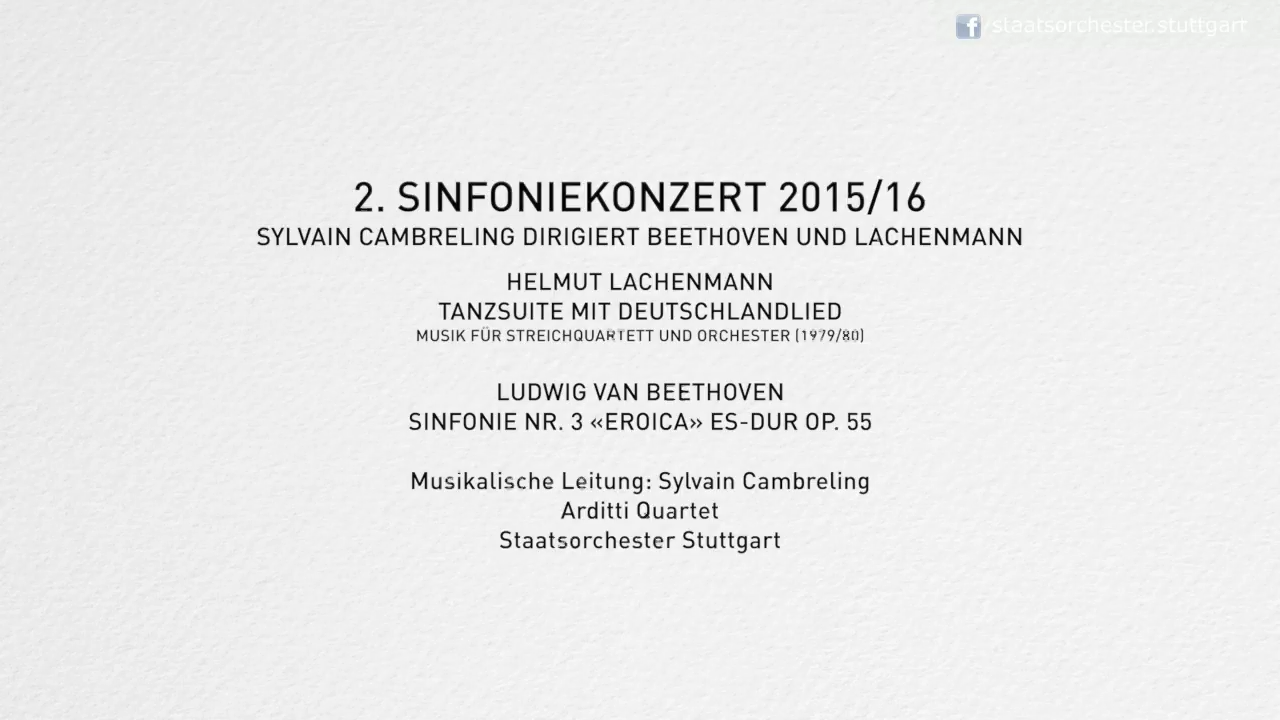 /staatsorchester.stuttgart
2. SINFONIEKONZERT 2015/16
SYLVAIN CAMBRELING DIRIGIERT BEETHOVEN UND LACHENMANN
HELMUT LACHENMANN
TANZSUITE MIT DEUTSCHLANDLIED
MUSIK FÜR STREICHQUARTETT UND ORCHESTER (1979/80)
LUDWIG VAN BEETHOVEN
SINFONIE NR. 3 «EROICA» ES-DUR OP. 55
Musikalische Leitung: Sylvain Cambreling
Arditti Quartet
Staatsorchester Stuttgart